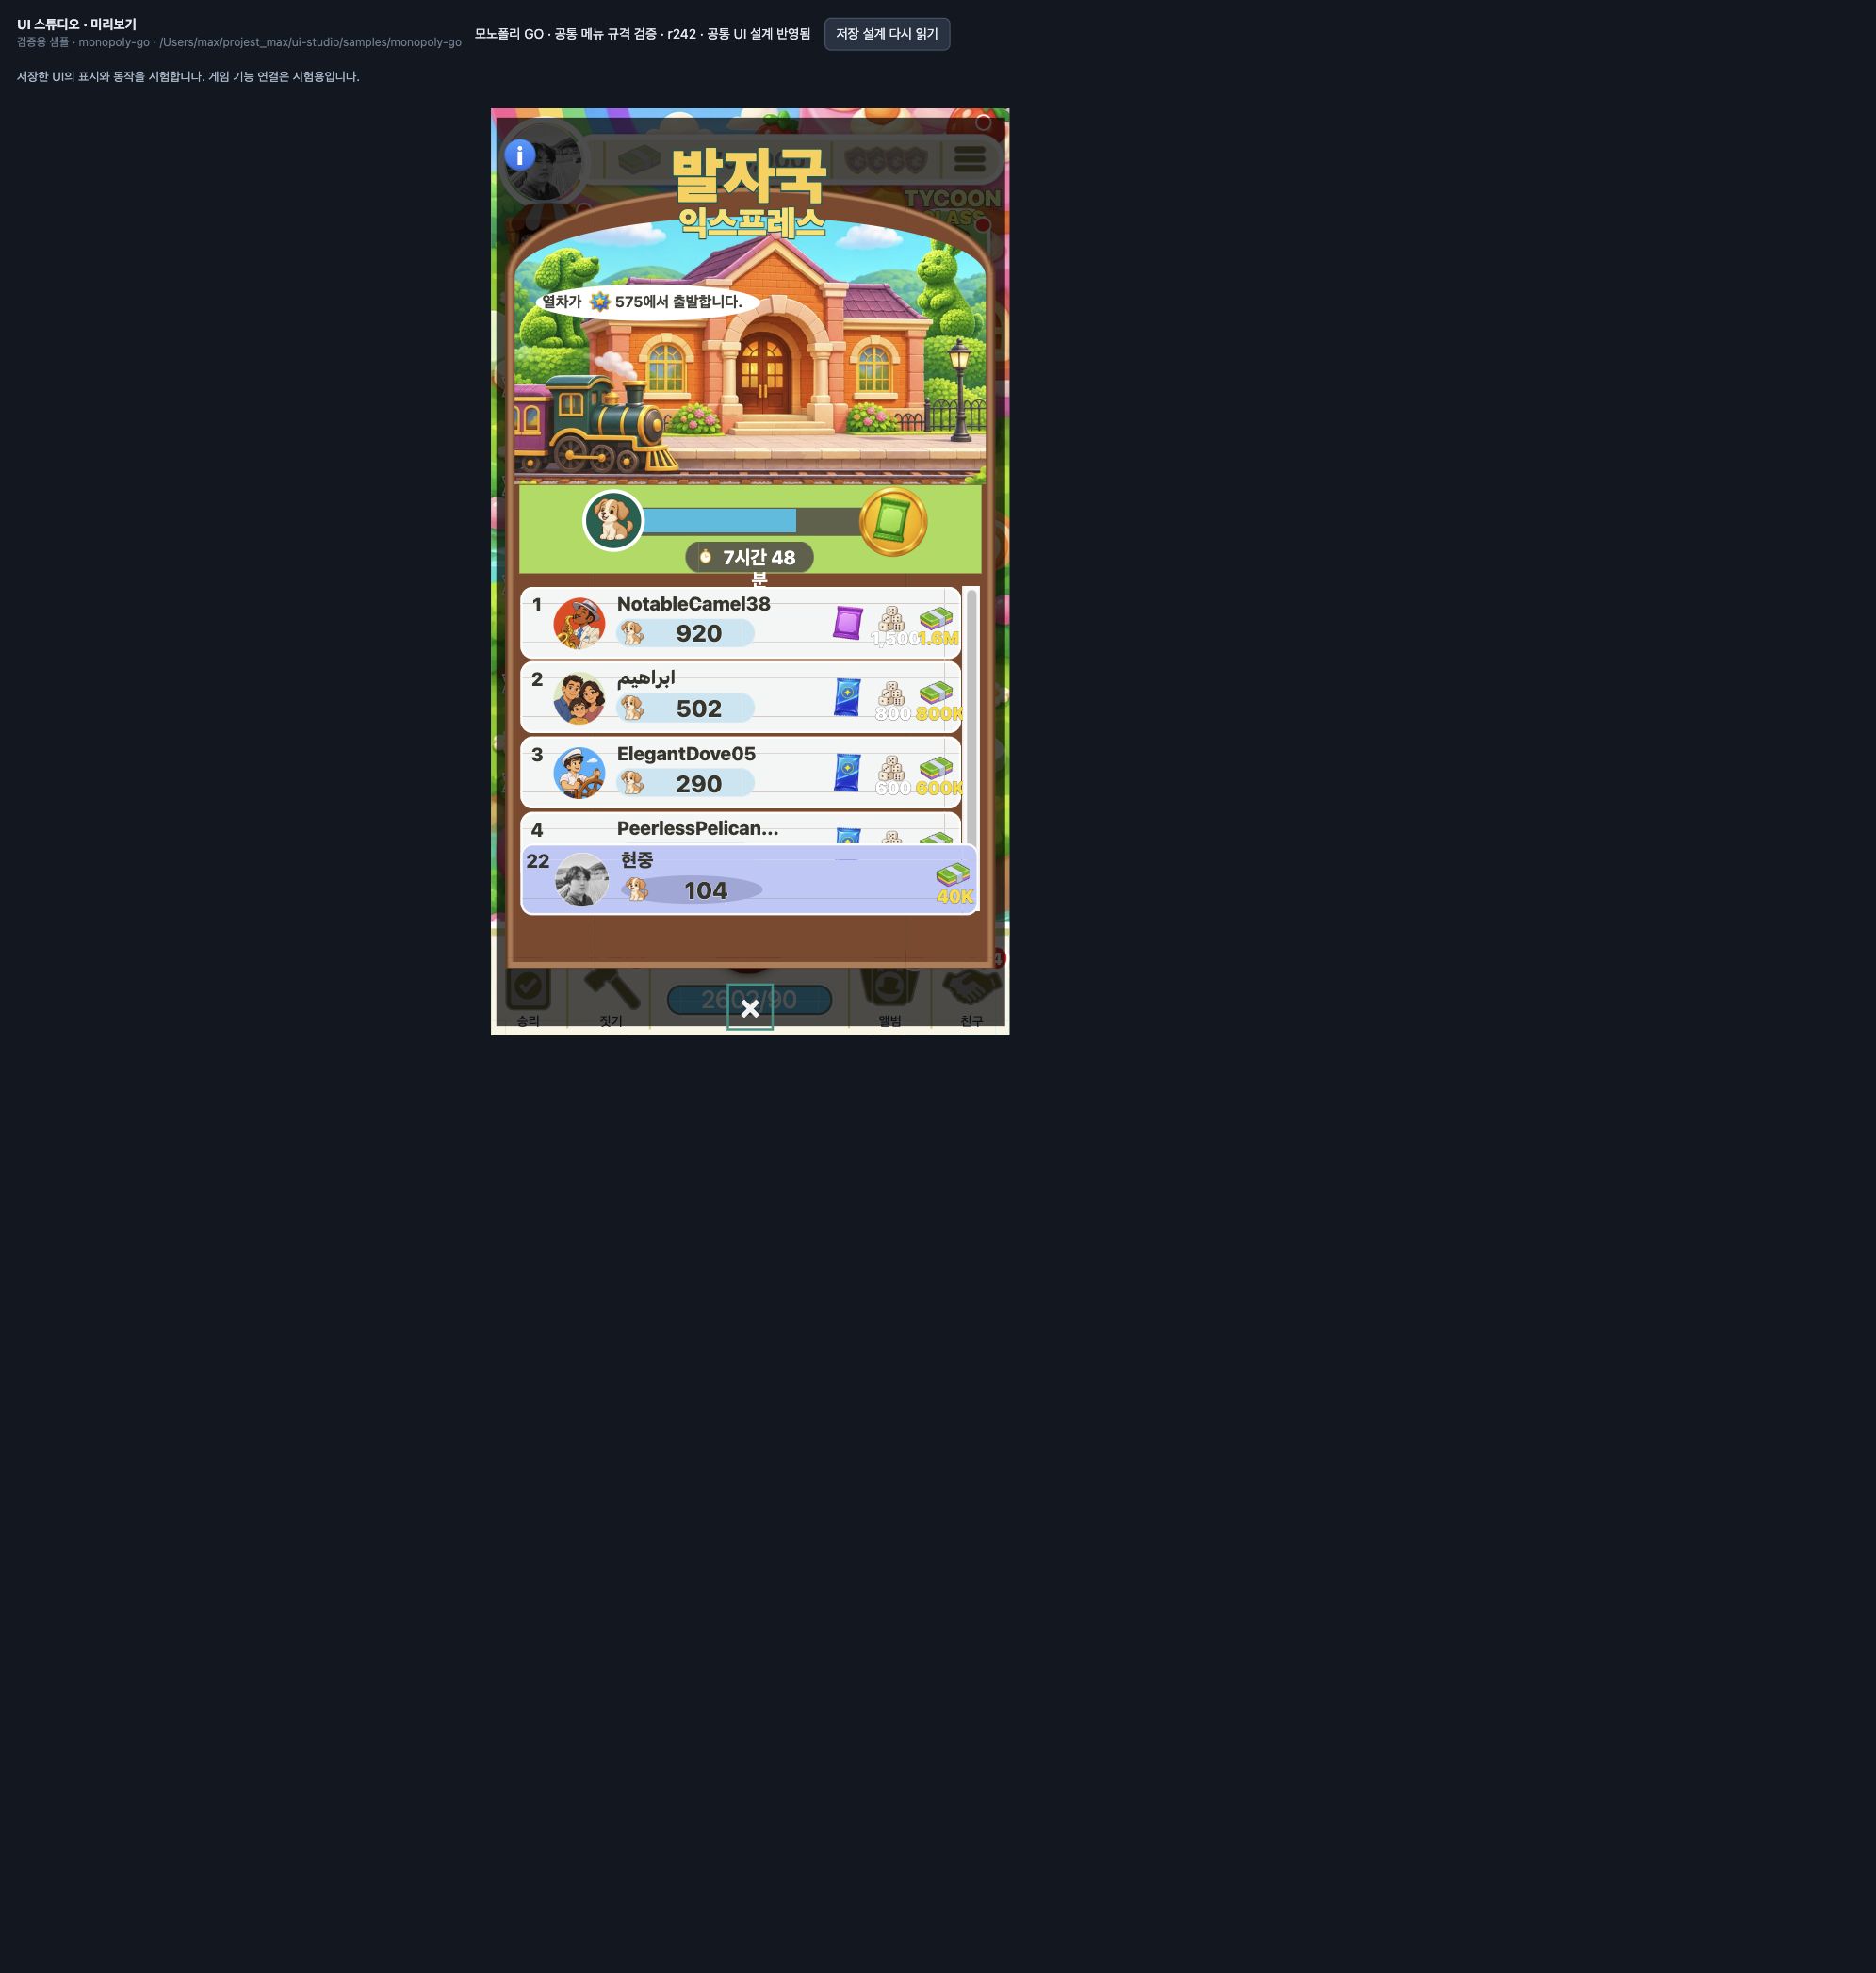 UI 스튜디오 · 미리보기
검증용 샘플 · monopoly-go · /Users/max/projest_max/ui-studio/samples/monopoly-go
모노폴리 GO · 공통 메뉴 규격 검증 · r242 · 공통 UI 설계 반영됨
저장 설계 다시 읽기
저장한 UI의 표시와 동작을 시험합니다. 게임 기능 연결은 시험용입니다.
i
발자국
익스프레스
TYCOON
CLASS
열차가 575에서 출발합니다.
7시간 48
분
1 NotableCamel38
920
1,500 1.6M
2 ابراهيم
502
800 800K
3 ElegantDove05
290
600 600K
4 PeerlessPelican...
22 현중
104
40K
4
2602/90
승리 짓기 앨범 친구